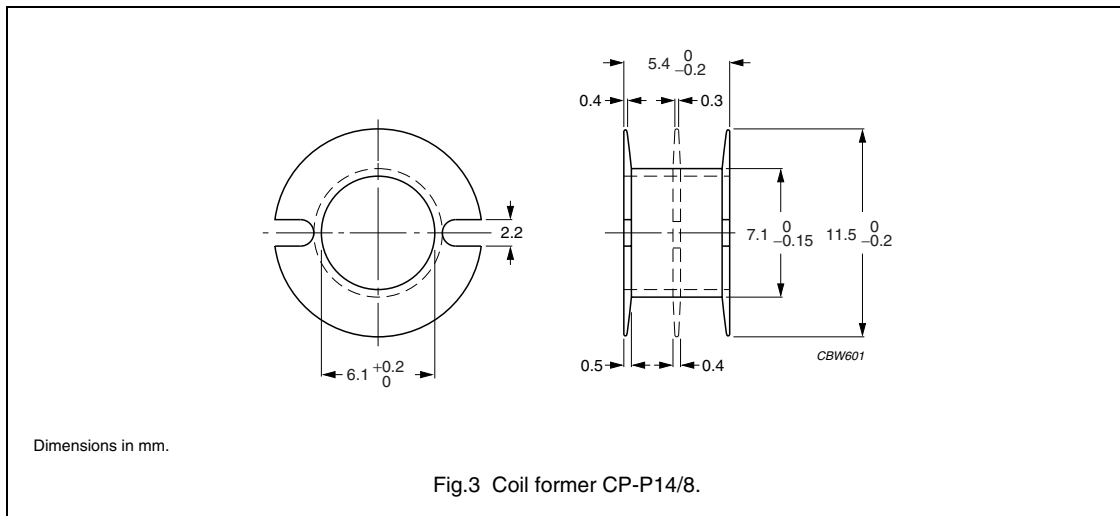 5.4 0 −0.2
0.4 0.3
2.2
7.1 0 −0.15 11.5 0 −0.2
CBW601
0.5 0.4
6.1 +0.2 0
Dimensions in mm.
Fig.3 Coil former CP-P14/8.